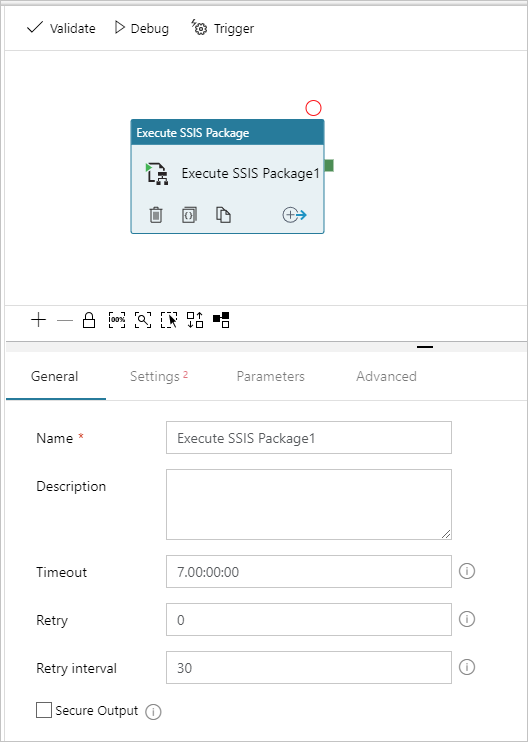 Validate Debug Trigger
Execute SSIS Package
Execute SSIS Package1
100%
General Settings 2 Parameters Advanced
Name * Execute SSIS Package1
Description
Timeout 7.00:00:00
Retry 0
Retry interval 30
Secure Output